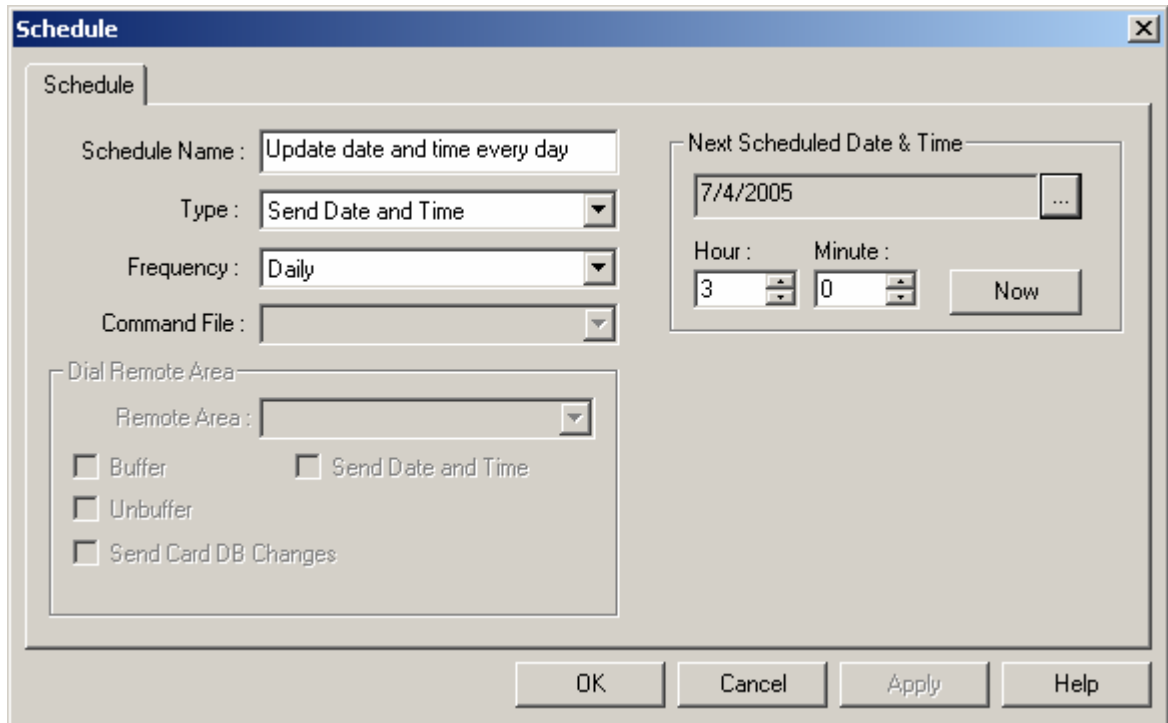 Schedule
Schedule
Schedule Name : Update date and time every day
Type : Send Date and Time
Frequency : Daily
Command File :
Dial Remote Area
Remote Area :
Buffer Send Date and Time
Unbuffer
Send Card DB Changes
Next Scheduled Date & Time
7/4/2005 ...
Hour : Minute :
3 0 Now
OK Cancel Apply Help